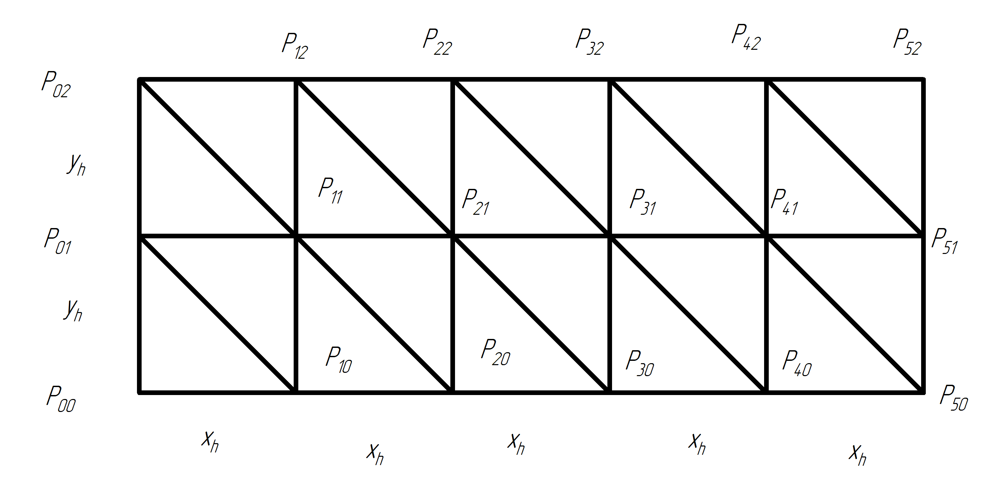 P₁₂ P₂₂ P₃₂ P₄₂ P₅₂
P₀₂
yₕ
P₁₁ P₂₁ P₃₁ P₄₁
P₀₁ P₅₁
yₕ
P₁₀ P₂₀ P₃₀ P₄₀
P₀₀ P₅₀
xₕ xₕ xₕ xₕ xₕ